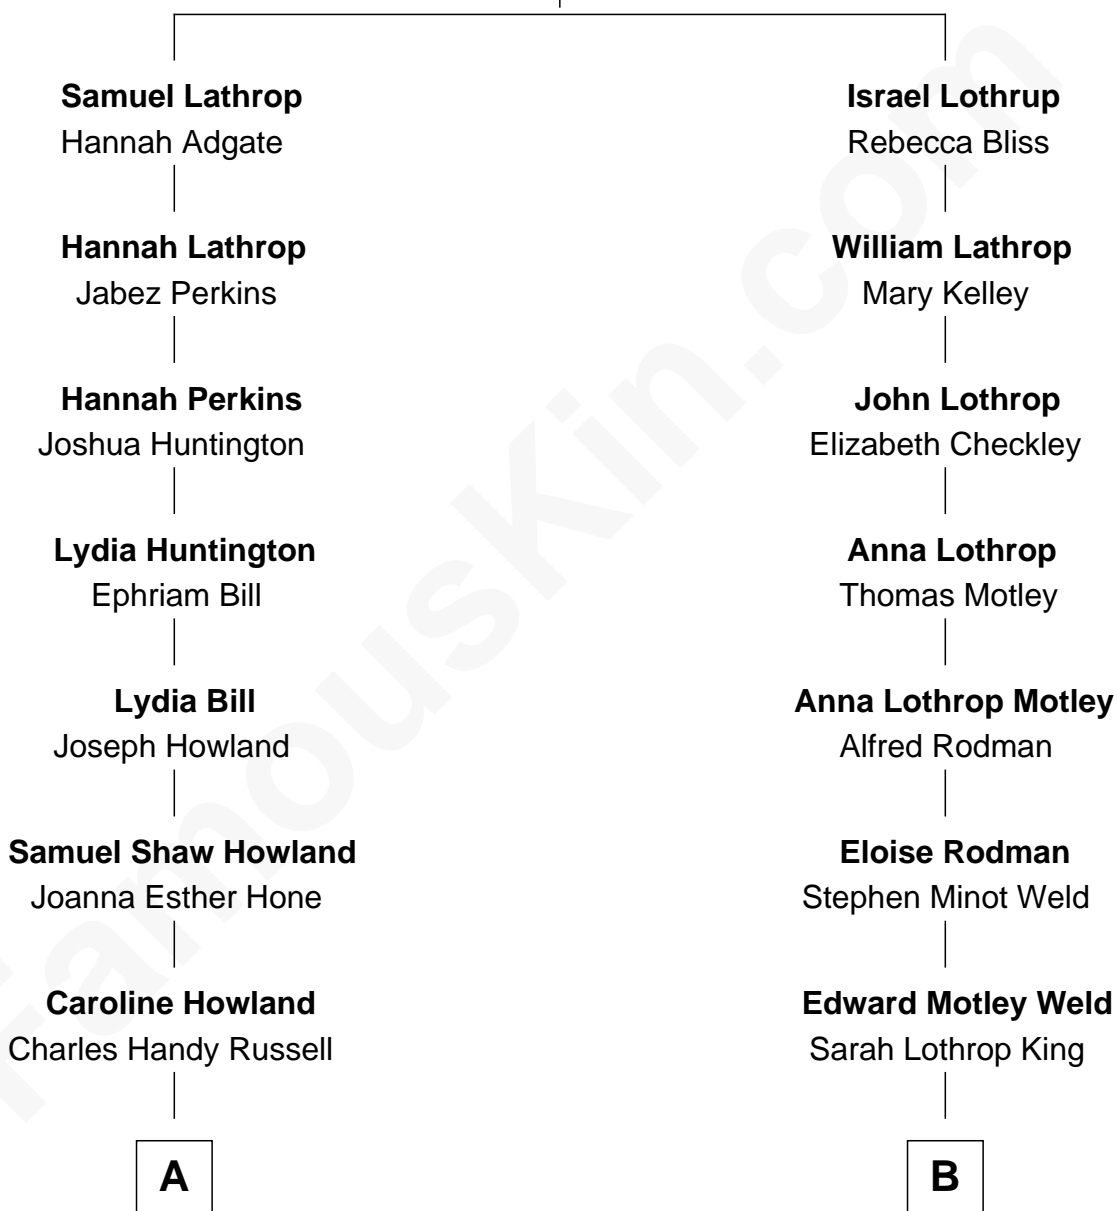 Samuel Lathrop
Hannah Adgate
Hannah Lathrop
Jabez Perkins
Hannah Perkins
Joshua Huntington
Lydia Huntington
Ephriam Bill
Lydia Bill
Joseph Howland
Samuel Shaw Howland
Joanna Esther Hone
Caroline Howland
Charles Handy Russell
A
Israel Lothrup
Rebecca Bliss
William Lathrop
Mary Kelley
John Lothrop
Elizabeth Checkley
Anna Lothrop
Thomas Motley
Anna Lothrop Motley
Alfred Rodman
Eloise Rodman
Stephen Minot Weld
Edward Motley Weld
Sarah Lothrop King
B
FamousKin.com